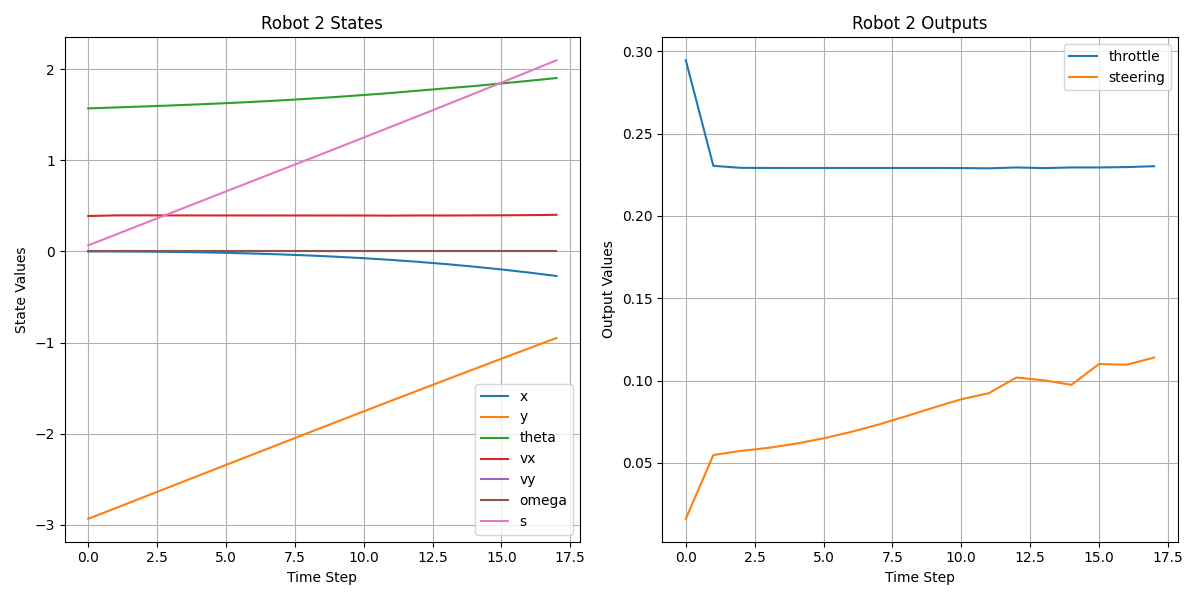 Robot 2 States
State Values
2
1
0
−1
−2
−3
0.0 2.5 5.0 7.5 10.0 12.5 15.0 17.5
Time Step
x
y
theta
vx
vy
omega
s
Robot 2 Outputs
Output Values
0.30
0.25
0.20
0.15
0.10
0.05
0.0 2.5 5.0 7.5 10.0 12.5 15.0 17.5
Time Step
throttle
steering